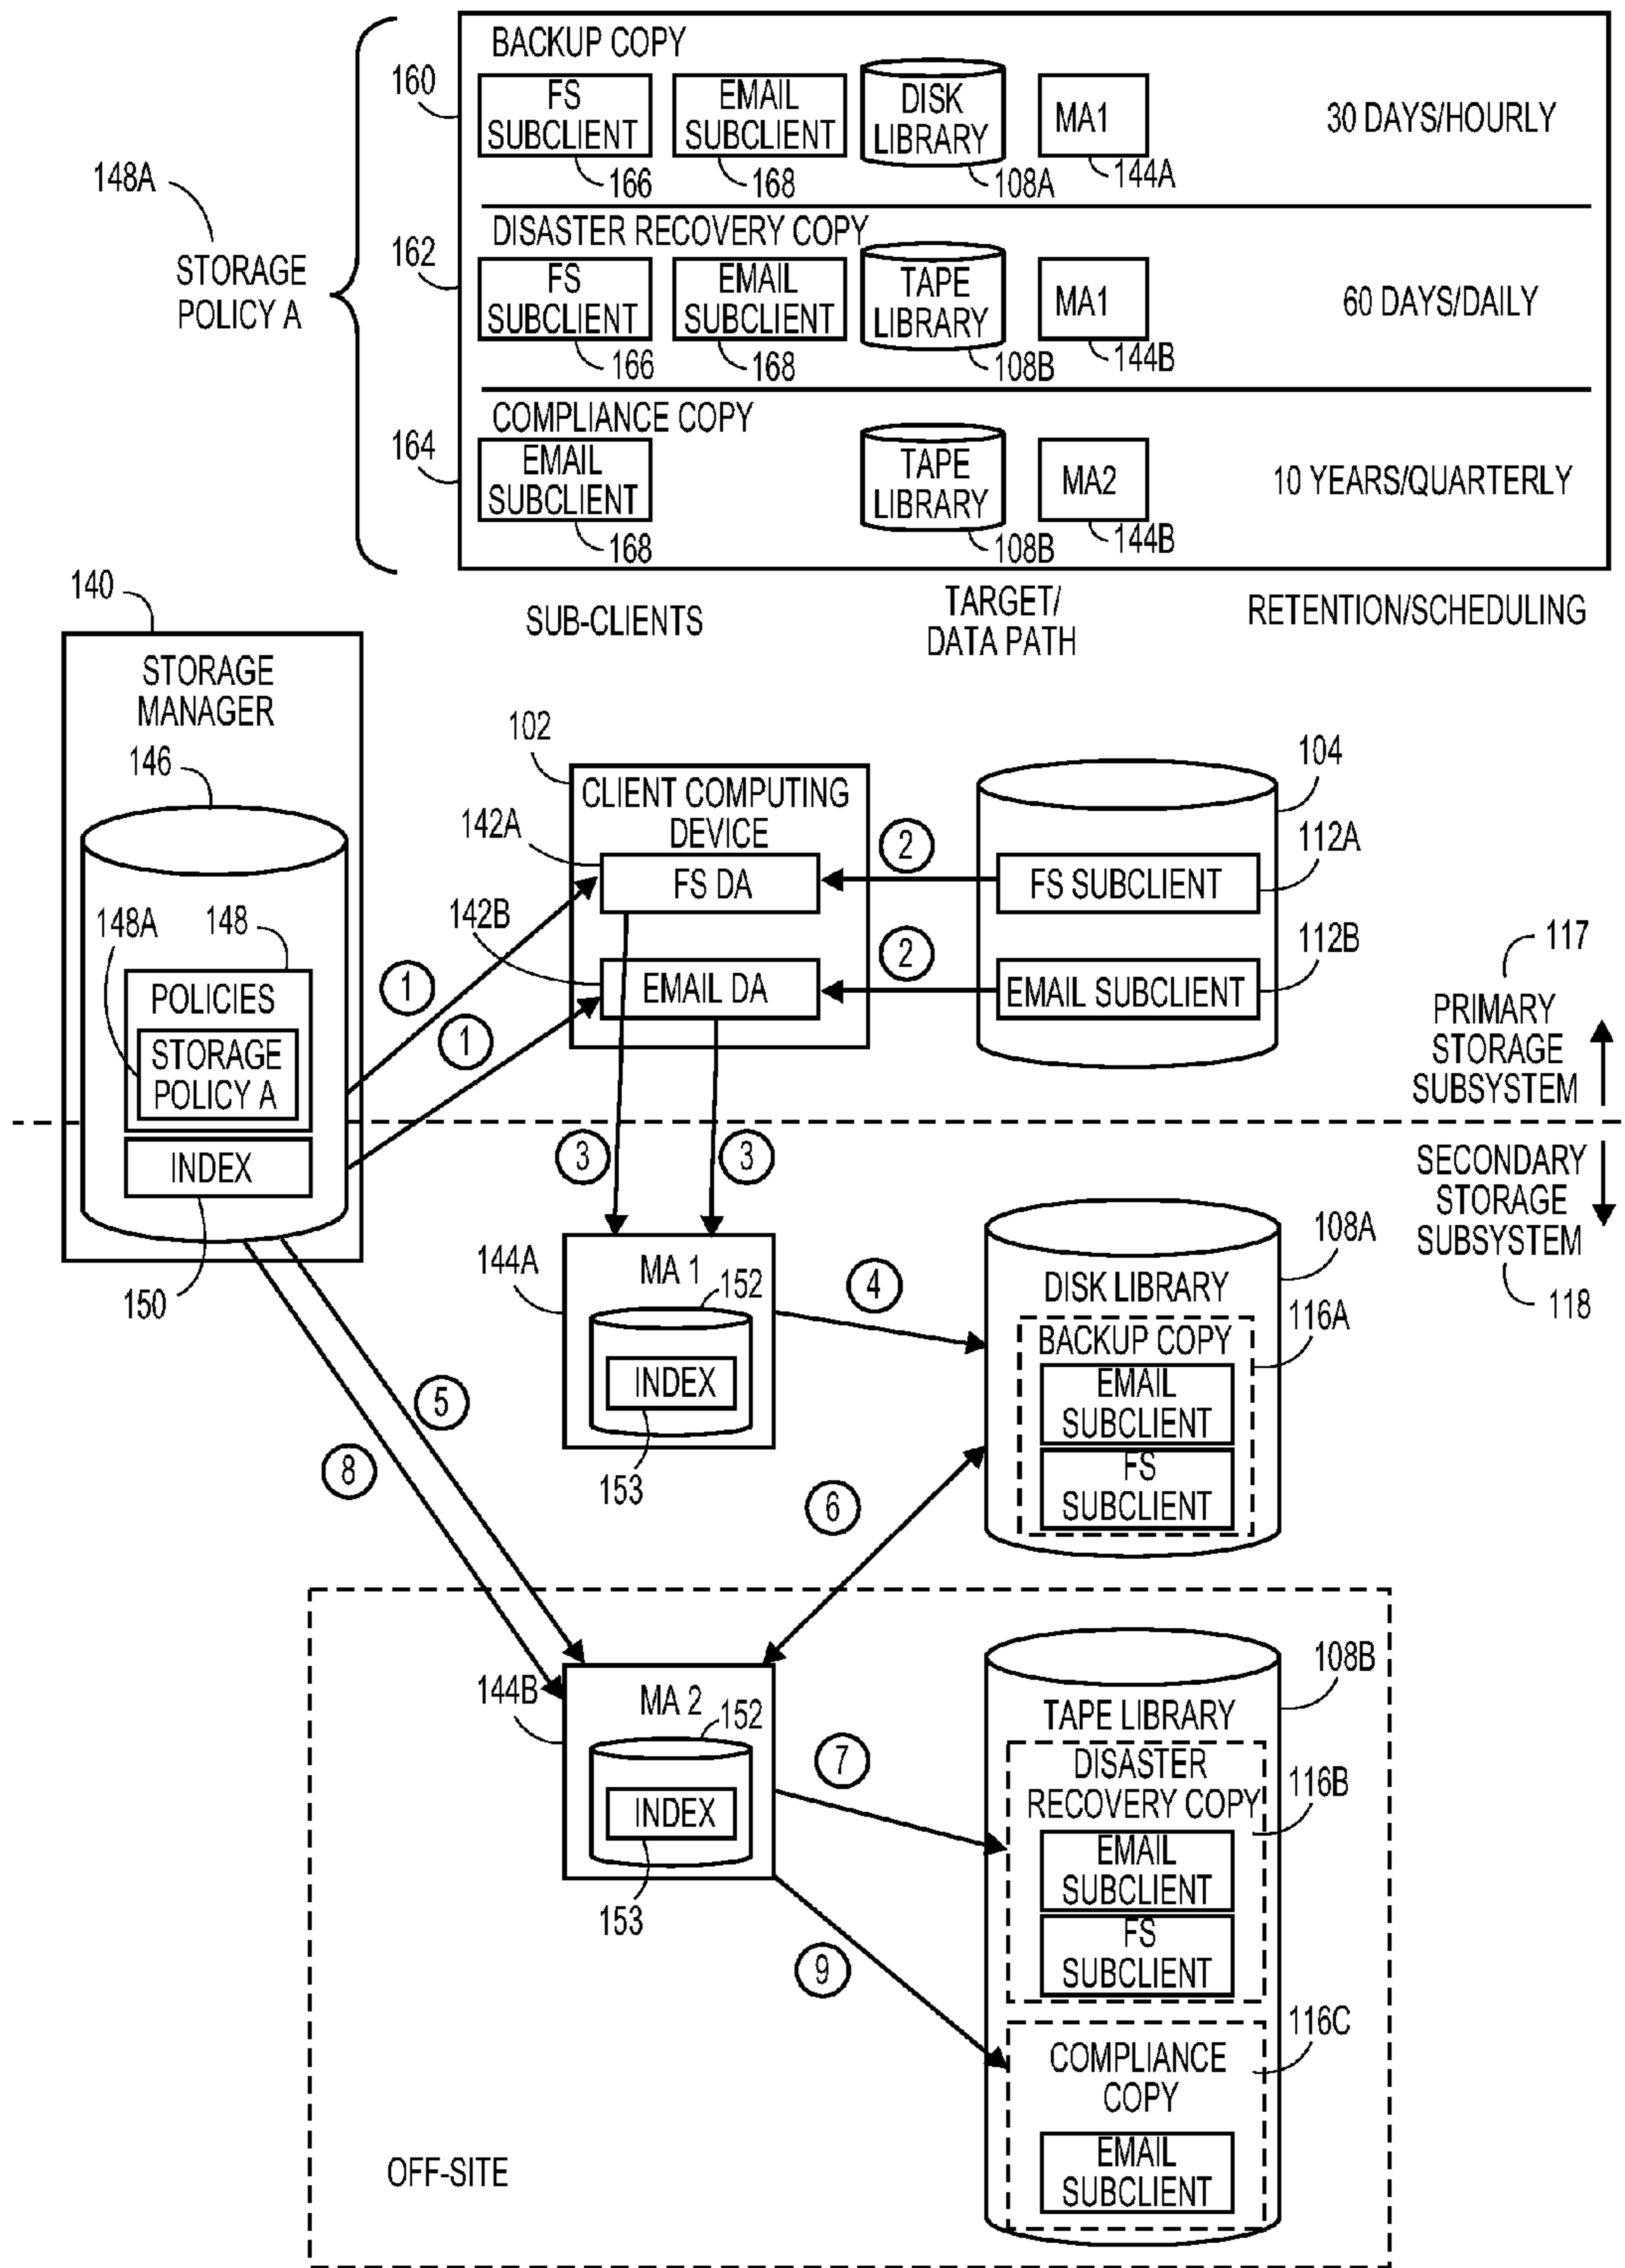 BACKUP COPY
160
FS
SUBCLIENT
166
EMAIL
SUBCLIENT
168
DISK
LIBRARY
108A
MA1
144A
30 DAYS/HOURLY
148A
STORAGE
POLICY A
DISASTER RECOVERY COPY
162
FS
SUBCLIENT
166
EMAIL
SUBCLIENT
168
TAPE
LIBRARY
108B
MA1
144B
60 DAYS/DAILY
COMPLIANCE COPY
164
EMAIL
SUBCLIENT
168
TAPE
LIBRARY
108B
MA2
144B
10 YEARS/QUARTERLY
SUB-CLIENTS
TARGET/
DATA PATH
RETENTION/SCHEDULING
140
STORAGE
MANAGER
146
148A
148
POLICIES
STORAGE
POLICY A
INDEX
150
102
CLIENT COMPUTING
DEVICE
142A
FS DA
142B
EMAIL DA
104
FS SUBCLIENT
112A
EMAIL SUBCLIENT
112B
1
1
2
2
117
PRIMARY
STORAGE
SUBSYSTEM
SECONDARY
STORAGE
SUBSYSTEM
118
3
3
144A
MA 1
152
INDEX
153
4
108A
DISK LIBRARY
BACKUP COPY
116A
EMAIL
SUBCLIENT
FS
SUBCLIENT
5
8
6
144B
MA 2
152
INDEX
153
7
9
108B
TAPE LIBRARY
DISASTER
RECOVERY COPY
116B
EMAIL
SUBCLIENT
FS
SUBCLIENT
116C
COMPLIANCE
COPY
EMAIL
SUBCLIENT
OFF-SITE